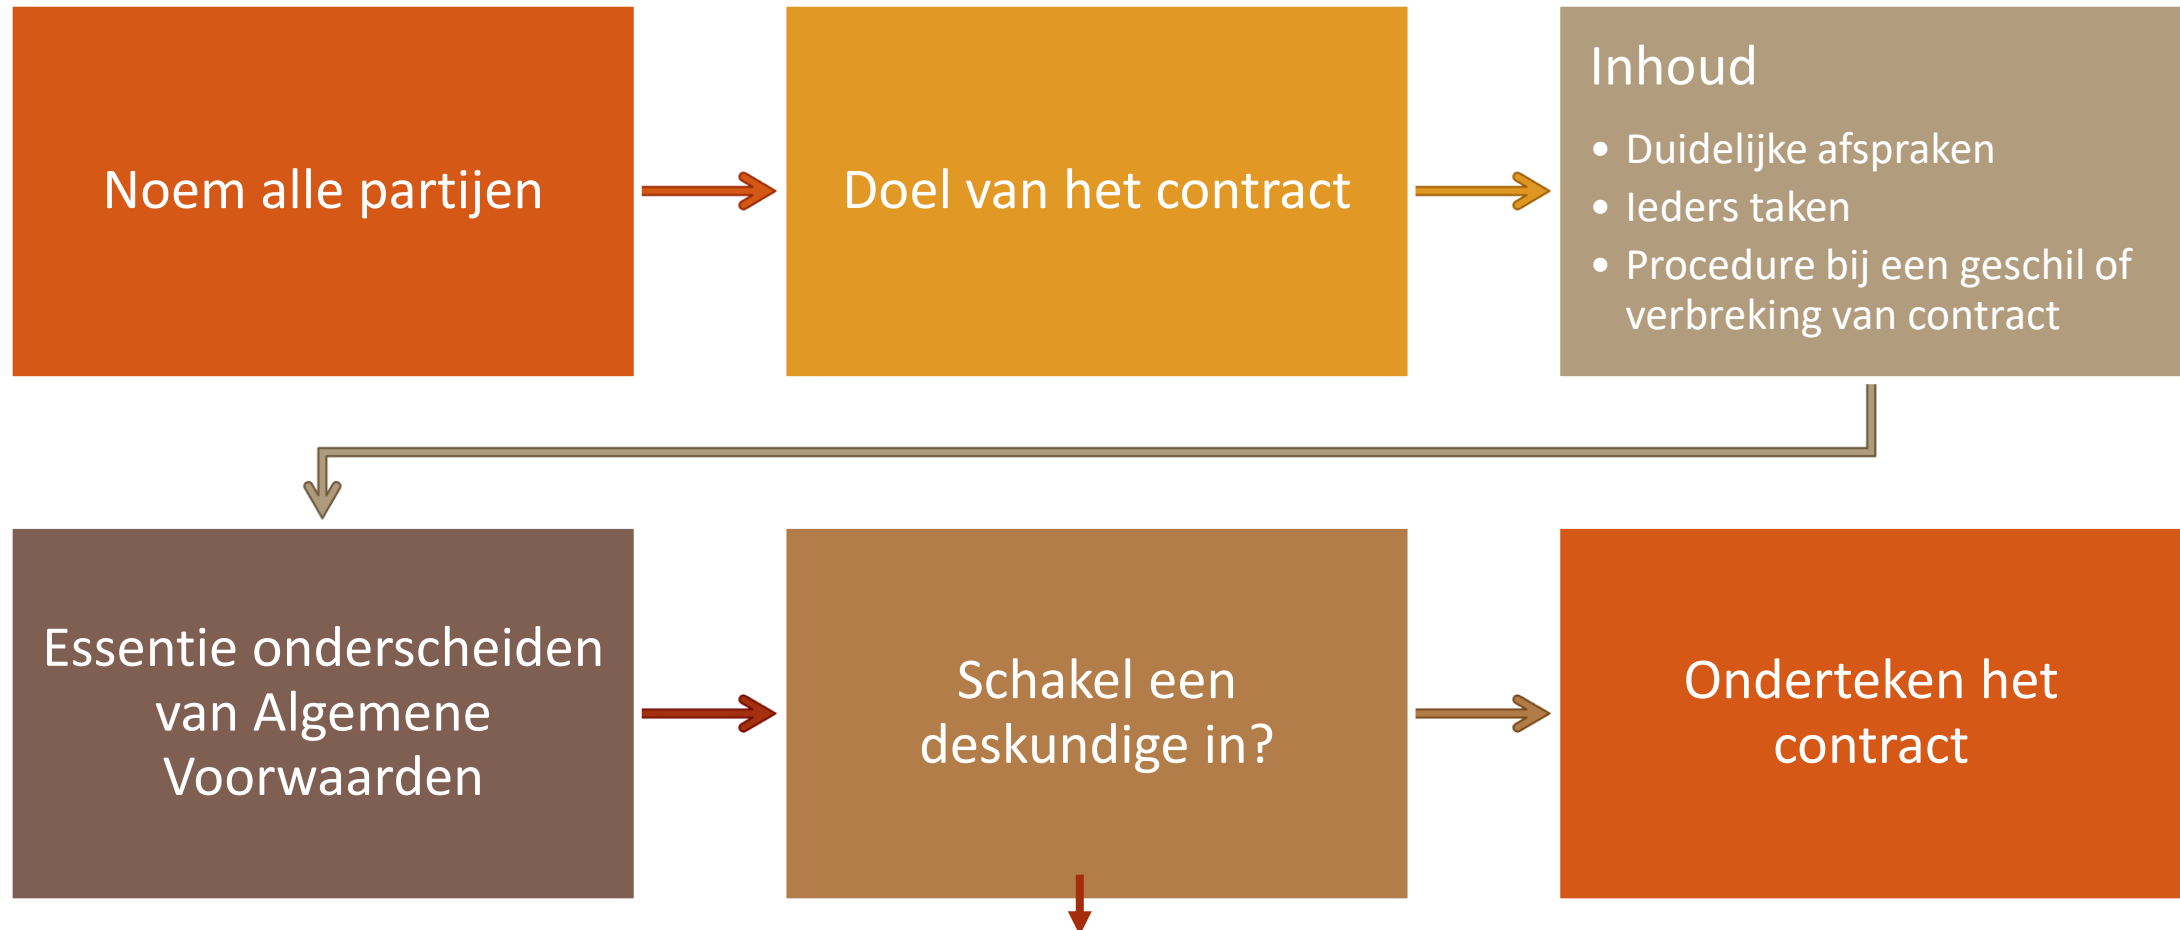 Noem alle partijen
Doel van het contract
Inhoud
• Duidelijke afspraken
• Ieders taken
• Procedure bij een geschil of
verbreking van contract
Essentie onderscheiden
van Algemene
Voorwaarden
Schakel een
deskundige in?
Onderteken het
contract